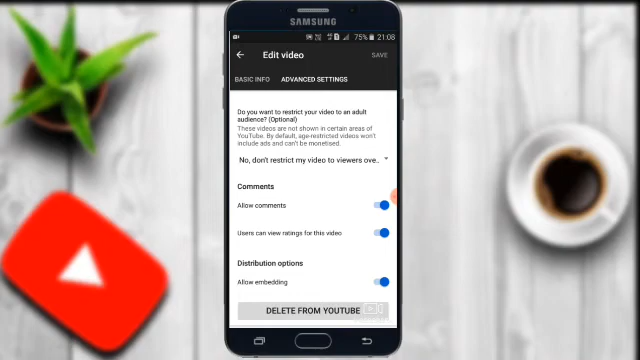 SAMSUNG
75% 21:08
Edit video
SAVE
BASIC INFO
ADVANCED SETTINGS
Do you want to restrict your video to an adult
audience? (Optional)
These videos are not shown in certain areas of
YouTube. By default, age-restricted videos won't
include ads and can't be monetised.
No, don't restrict my video to viewers ove..
Comments
Allow comments
Users can view ratings for this video
Distribution options
Allow embedding
DELETE FROM YOUTUBE